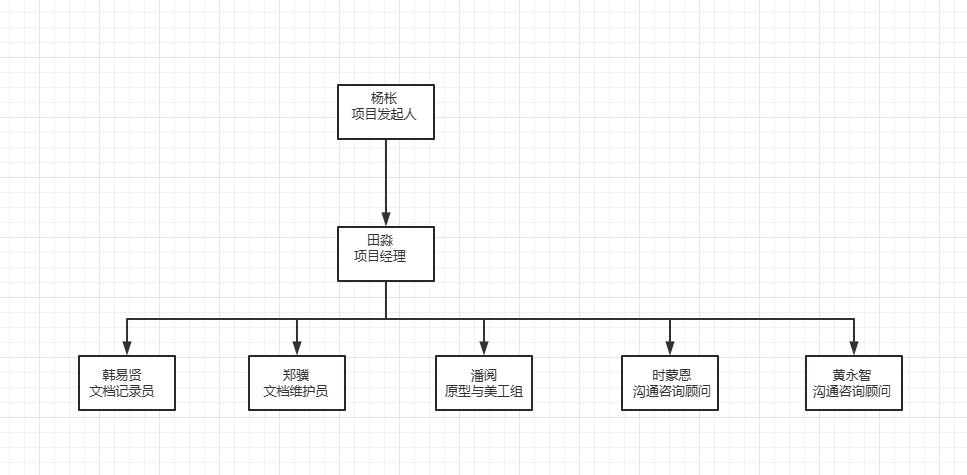 杨枨
项目发起人
田淼
项目经理
韩易贤
文档记录员
郑骥
文档维护员
潘阅
原型与美工组
时蒙恩
沟通咨询顾问
黄永智
沟通咨询顾问